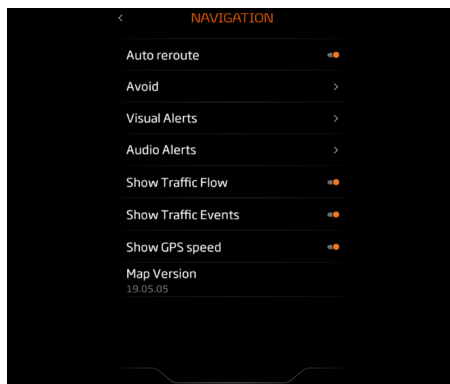 NAVIGATION
Auto reroute
Avoid
Visual Alerts
Audio Alerts
Show Traffic Flow
Show Traffic Events
Show GPS speed
Map Version
19.05.05